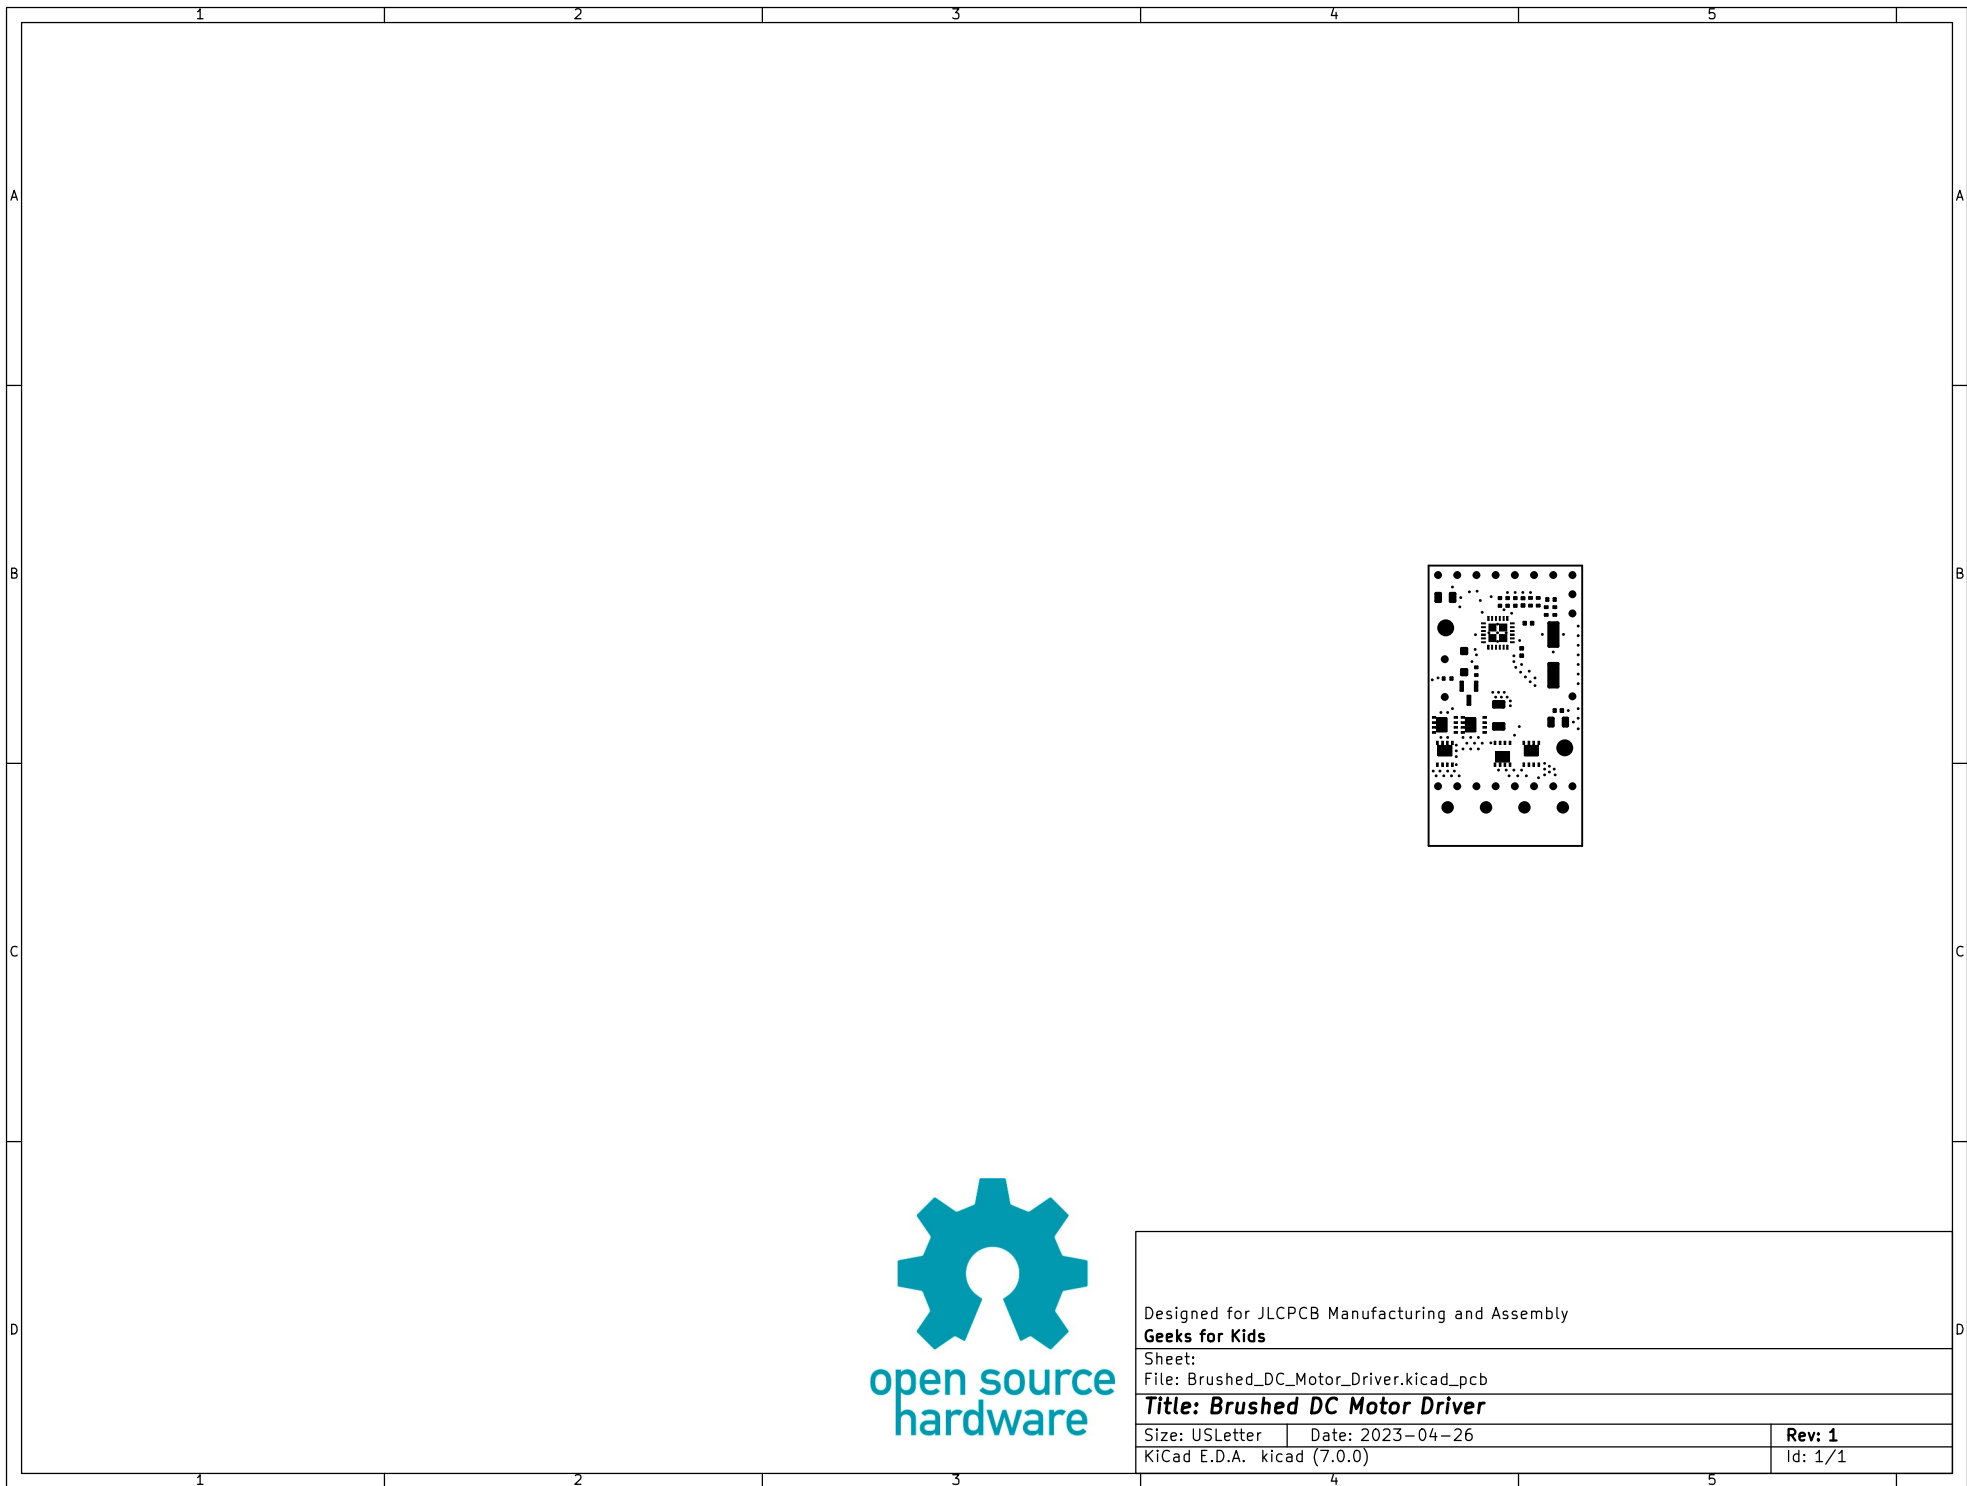 1 2 3 4 5
A A
B B
C C
open source
hardware
Designed for JLCPCB Manufacturing and Assembly
Geeks for Kids
D D
Sheet:
File: Brushed_DC_Motor_Driver.kicad_pcb
Title: Brushed DC Motor Driver
Size: USLetter Date: 2023-04-26 Rev: 1
KiCad E.D.A. kicad (7.0.0) Id: 1/1
1 2 3 4 5